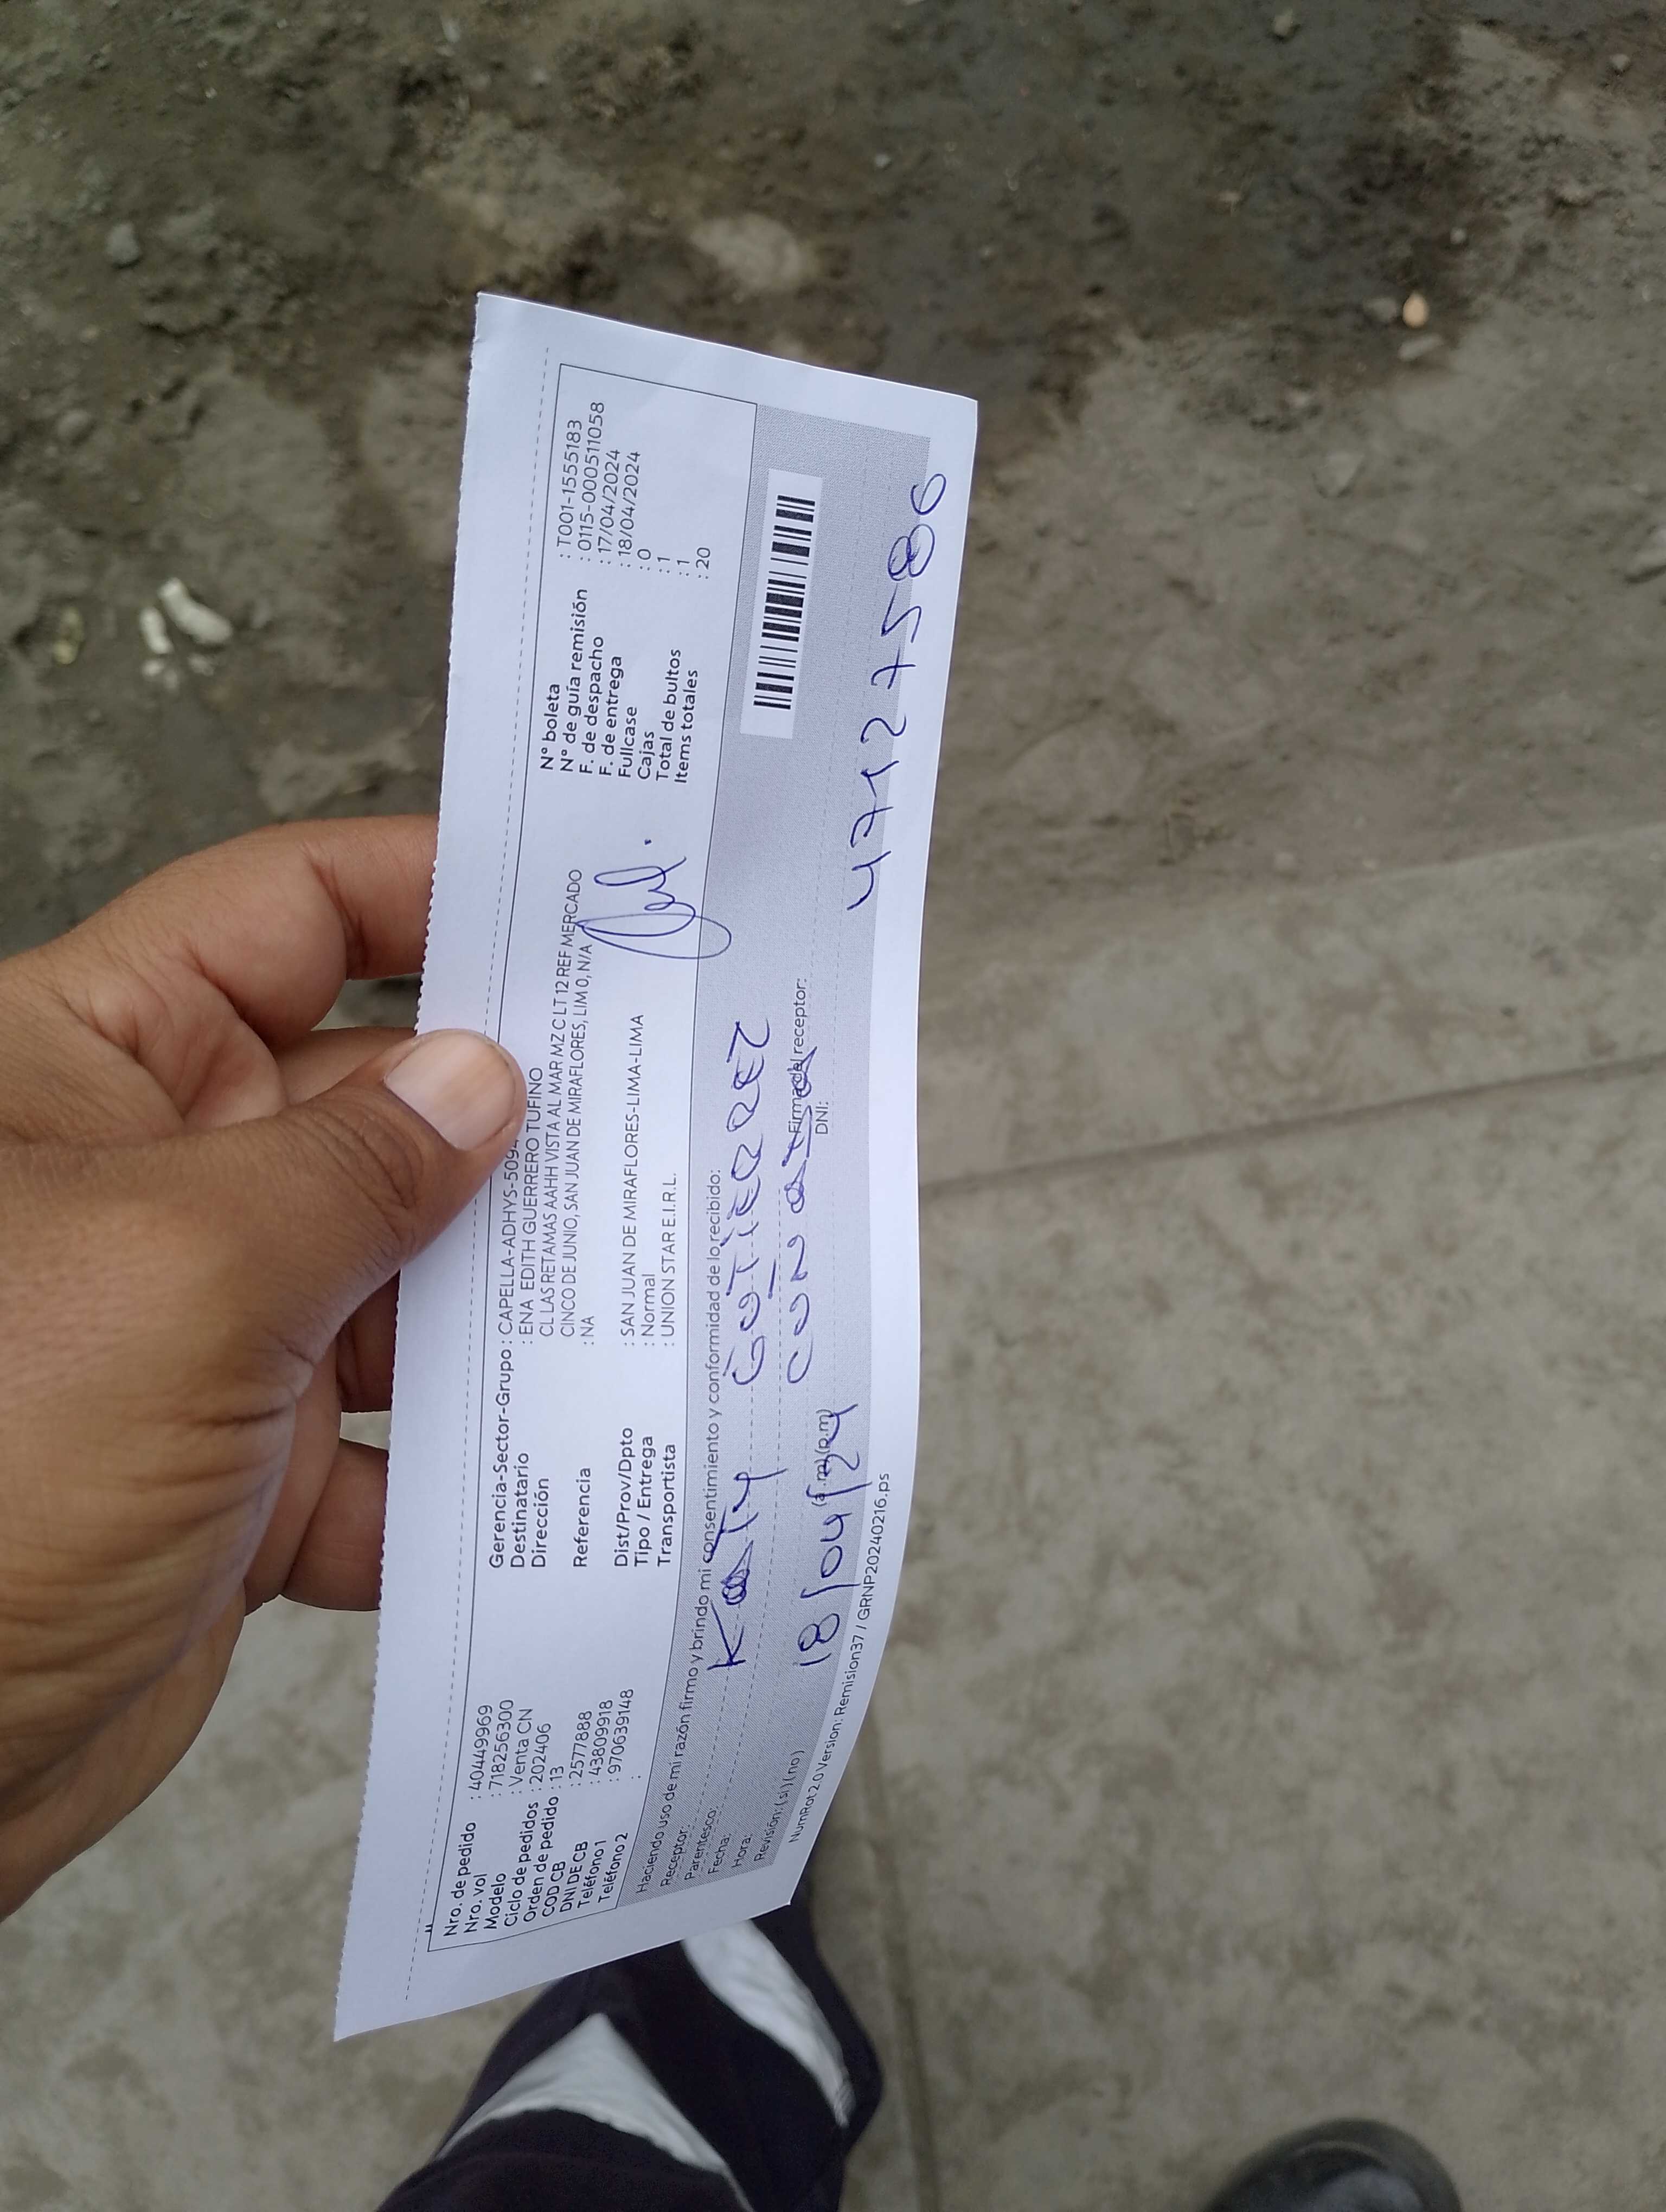 Nro. de pedido : 40449969
Nro. vol : 718256300
Modelo : Venta CN
Ciclo de pedidos : 202406
Orden de pedido : 13
COD CB : 2577888
DNI DE CB : 43809918
Teléfono 1 : 970639148
Teléfono 2 :
Gerencia-Sector-Grupo : CAPELLA-ADHYS-509
Destinatario : ENA EDITH GUERRERO TUFINO
Dirección CL LAS RETAMAS AAHH VISTA AL MAR MZ C LT 12 REF MERCADO
CINCO DE JUNIO, SAN JUAN DE MIRAFLORES, LIM 0, N/A
Referencia : NA
Dist/Prov/Dpto : SAN JUAN DE MIRAFLORES-LIMA-LIMA
Tipo / Entrega : Normal
Transportista : UNION STAR E.I.R.L.
N° boleta : T001-1555183
N° de guía remisión : 0115-000511058
F. de despacho : 17/04/2024
F. de entrega : 18/04/2024
Fullcase : 0
Cajas : 1
Total de bultos : 1
Items totales : 20
Haciendo uso de mi razón firmo y brindo mi consentimiento y conformidad de lo recibido:
Receptor: KATY GUTIERREZ
Parentesco: CUÑADA
Fecha: 18/04/24
Hora: (a.m)(p.m)
Revisión: (si) (no)
Firma del receptor:
DNI: 47127586
NumRot 2.0 Version: Remision37 / GRNP20240216.ps